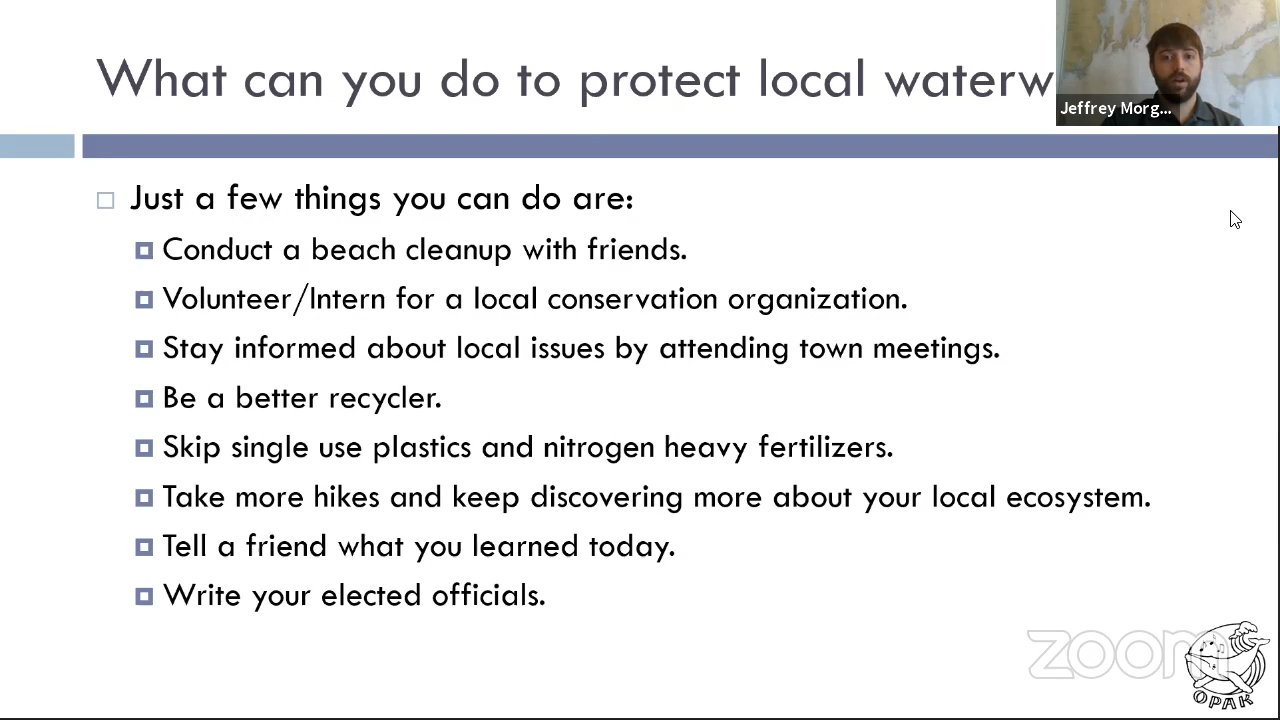 What can you do to protect local waterw
Jeffrey Morg...
Just a few things you can do are:
Conduct a beach cleanup with friends.
Volunteer/Intern for a local conservation organization.
Stay informed about local issues by attending town meetings.
Be a better recycler.
Skip single use plastics and nitrogen heavy fertilizers.
Take more hikes and keep discovering more about your local ecosystem.
Tell a friend what you learned today.
Write your elected officials.
zoom
OPAK